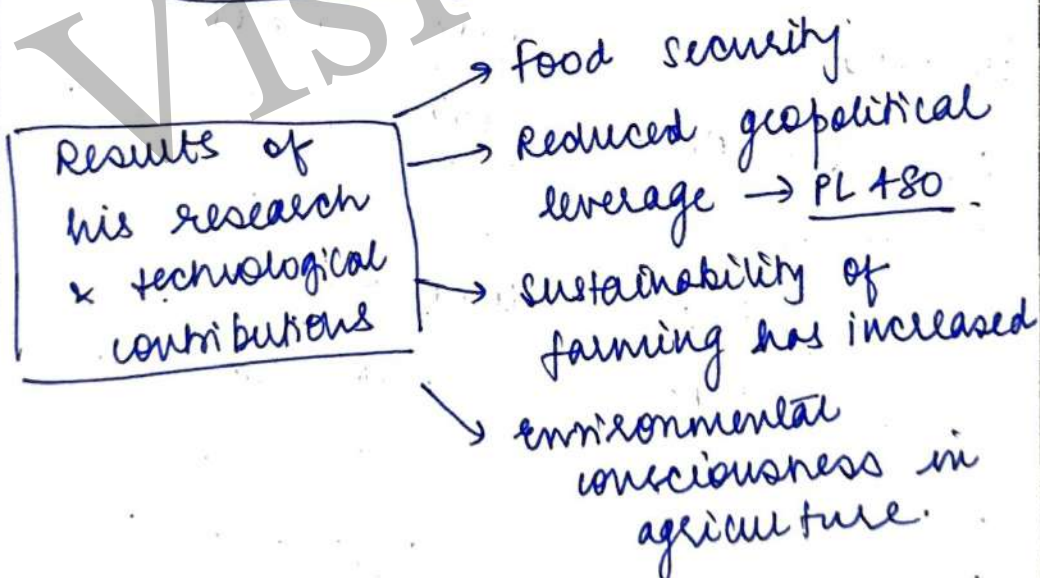 VIS
Results of
his research
& technological
contributions
Food security
Reduced geopolitical
leverage → PL 480.
sustainability of
farming has increased
environmental
consciousness in
agriculture.